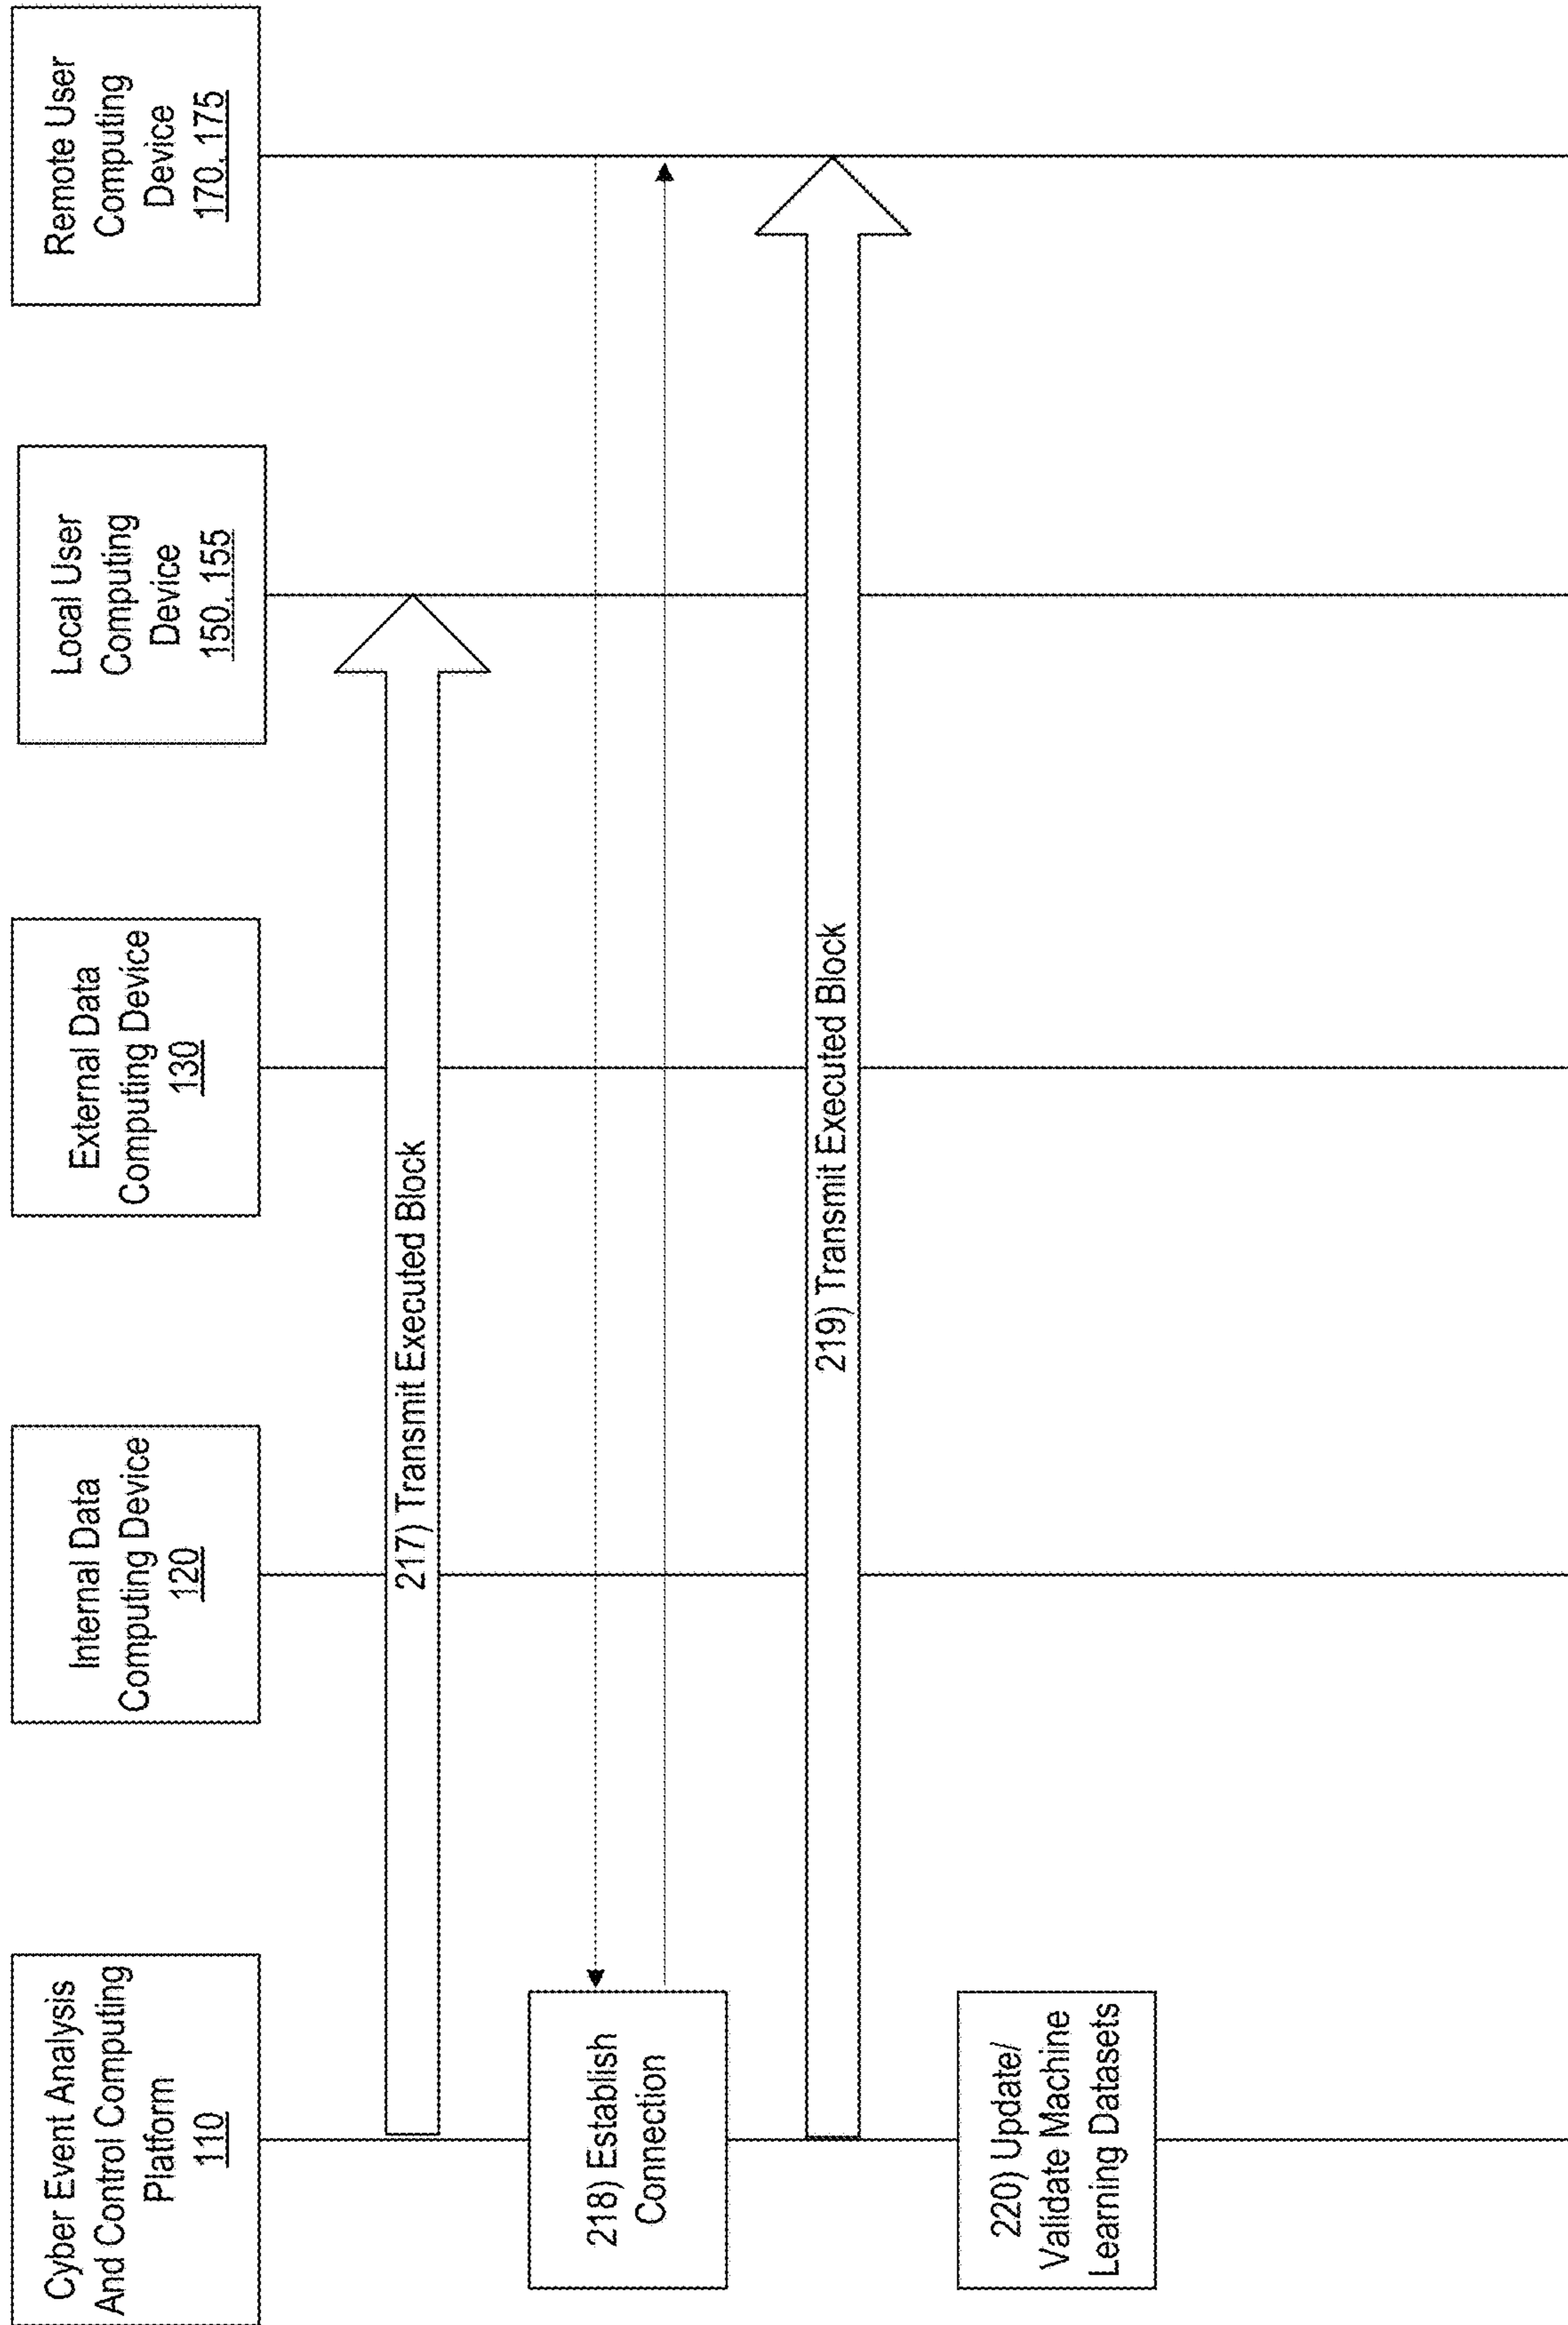 Cyber Event Analysis
And Control Computing
Platform
110
Internal Data
Computing Device
120
External Data
Computing Device
130
Local User
Computing
Device
150, 155
Remote User
Computing
Device
170, 175
217) Transmit Executed Block
218) Establish
Connection
219) Transmit Executed Block
220) Update/
Validate Machine
Learning Datasets